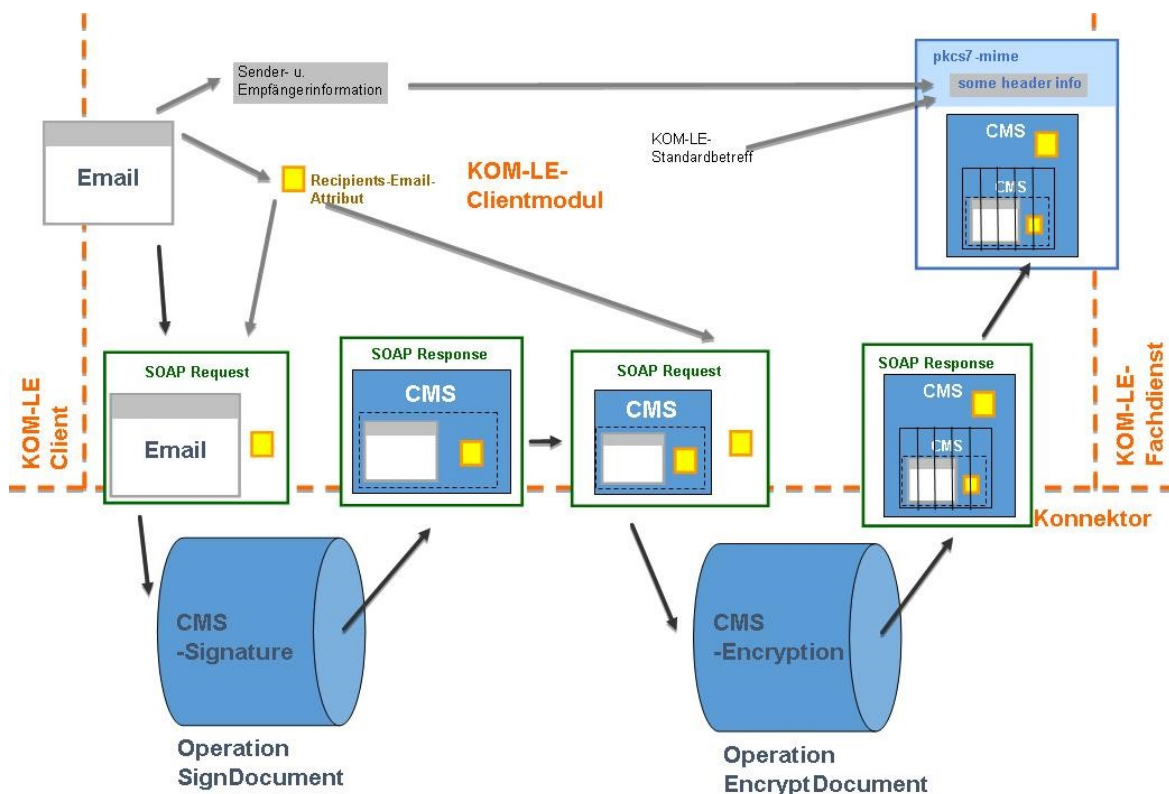 pkcs7-mime
some header info
Sender- u.
Empfängerinformation
CMS
CMS
KOM-LE-
Standardbetreff
Email
KOM-LE-
Clientmodul
Recipients-Email-
Attribut
SOAP Request
Email
SOAP Response
CMS
SOAP Request
CMS
SOAP Response
CMS
CMS
KOM-LE
Client
KOM-LE-
Fachdienst
Konnektor
CMS
-Signature
CMS
-Encryption
Operation
SignDocument
Operation
EncryptDocument